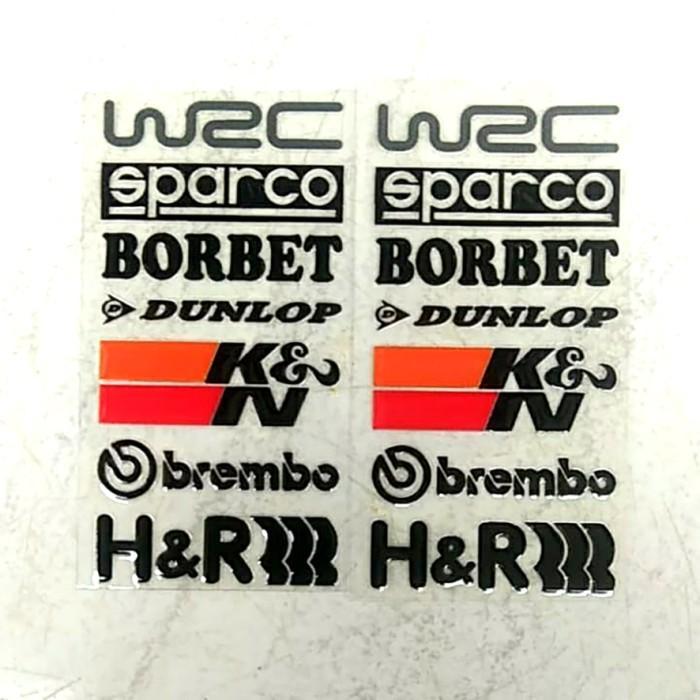 WRC WRC
sparco sparco
BORBET BORBET
D DUNLOP D DUNLOP
K& K&
N N
brembo brembo
H&R H&R